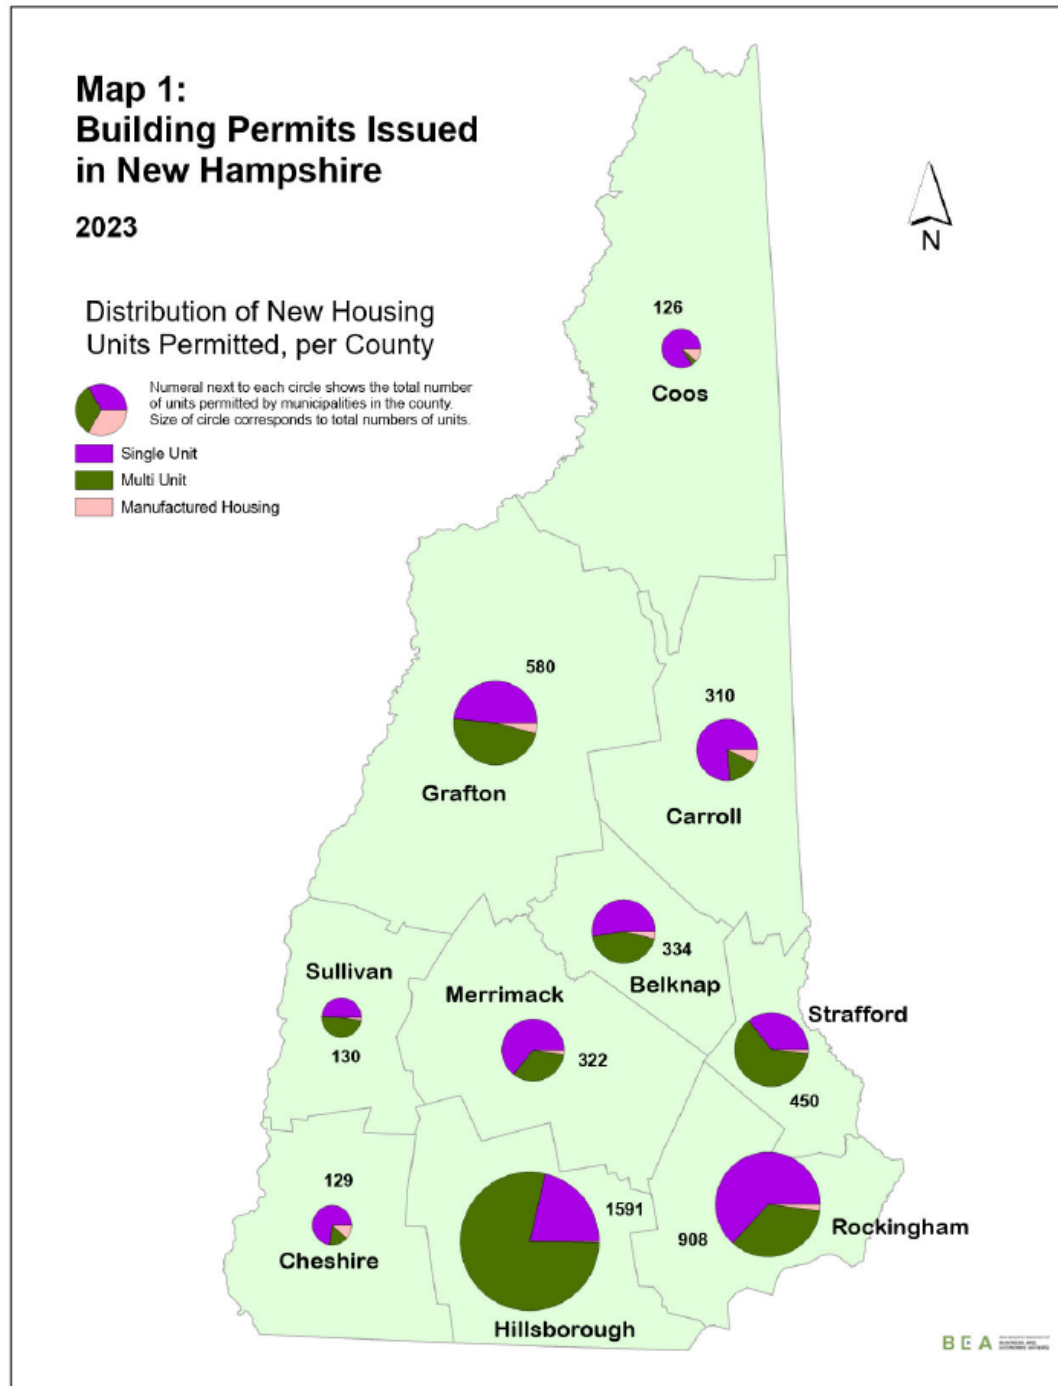 Map 1:
Building Permits Issued
in New Hampshire
2023
N
Distribution of New Housing
Units Permitted, per County
Numeral next to each circle shows the total number
of units permitted by municipalities in the county.
Size of circle corresponds to total numbers of units.
Single Unit
Multi Unit
Manufactured Housing
126
Coos
580
Grafton
310
Carroll
334
Belknap
Sullivan
130
Merrimack
322
Strafford
450
129
Cheshire
1591
Hillsborough
908
Rockingham
BEA